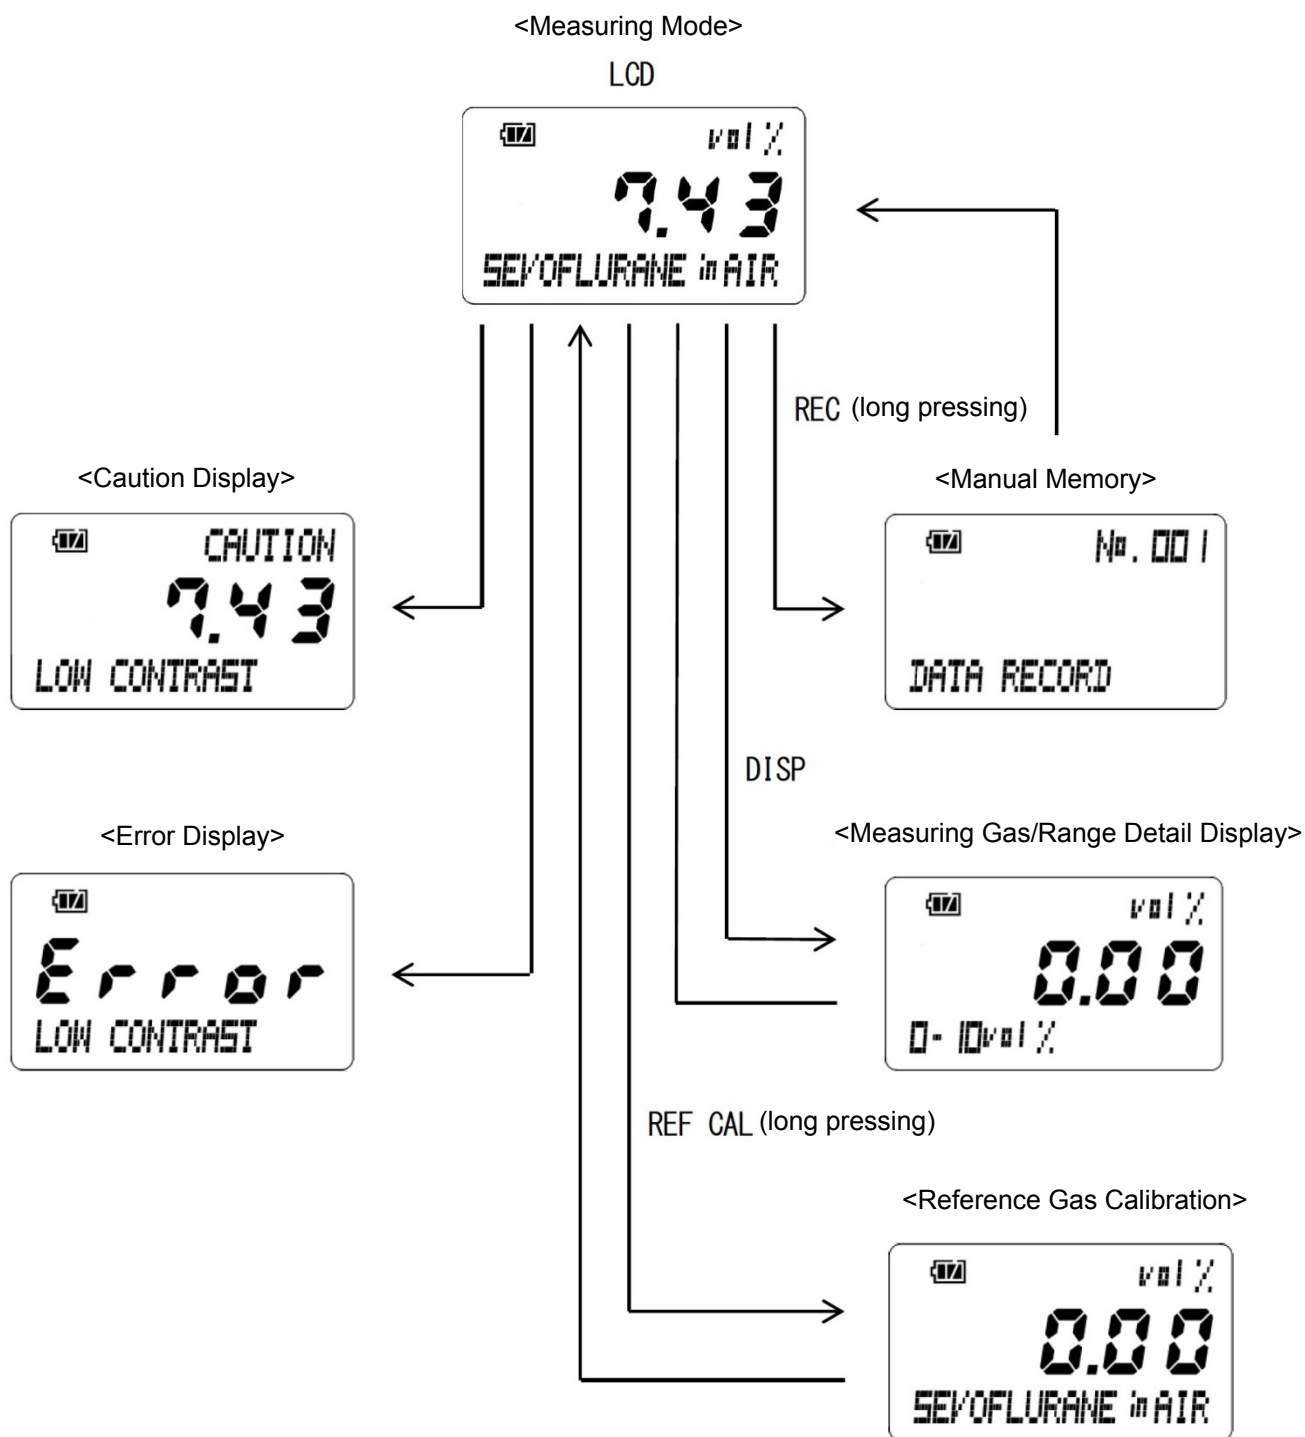 <Measuring Mode>
LCD
vol%
7.43
SEVOFLURANE in AIR
REC (long pressing)
<Caution Display>
CAUTION
7.43
LOW CONTRAST
<Manual Memory>
No.001
DATA RECORD
DISP
<Error Display>
Error
LOW CONTRAST
<Measuring Gas/Range Detail Display>
vol%
0.00
0-10vol%
REF CAL (long pressing)
<Reference Gas Calibration>
vol%
0.00
SEVOFLURANE in AIR